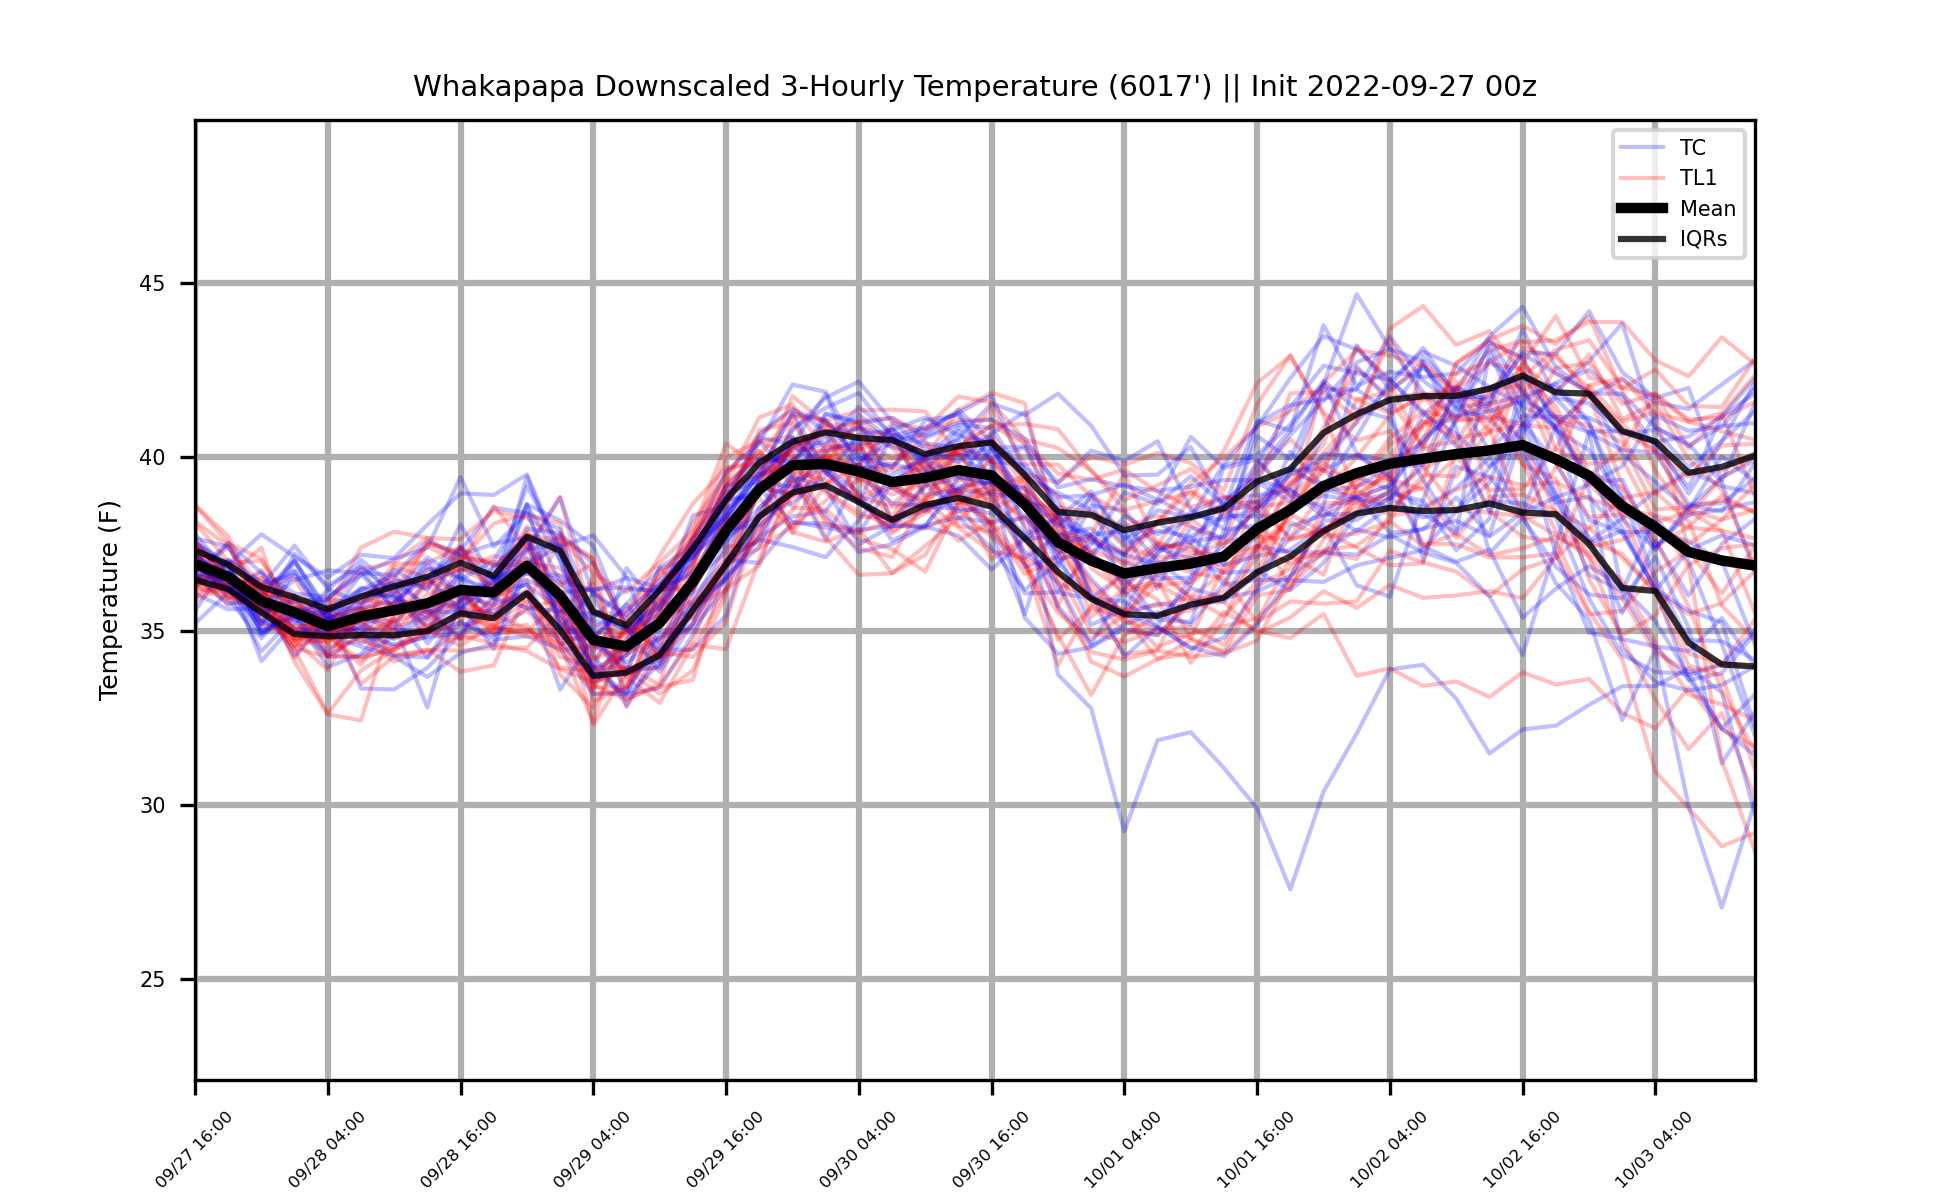 Whakapapa Downscaled 3-Hourly Temperature (6017') || Init 2022-09-27 00z
TC
TL1
Mean
IQRs
Temperature (F)
45
40
35
30
25
09/27 16:00
09/28 04:00
09/28 16:00
09/29 04:00
09/29 16:00
09/30 04:00
09/30 16:00
10/01 04:00
10/01 16:00
10/02 04:00
10/02 16:00
10/03 04:00